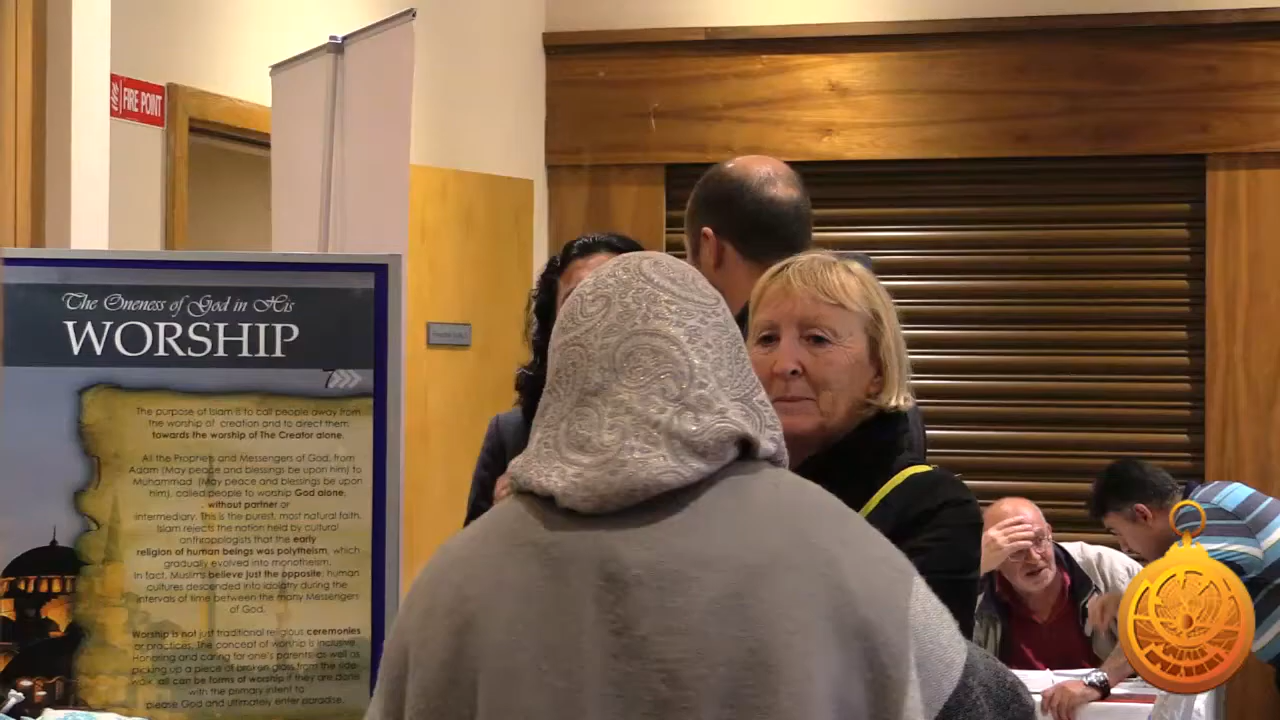 FIRE POINT
The Oneness of God in His
WORSHIP
7
The purpose of Islam is to call people away from
the worship of creation and to direct them
towards the worship of The Creator alone.
All the Prophets and Messengers of God, from
Adam (May peace and blessings be upon him) to
Muhammad (May peace and blessings be upon
him), called people to worship God alone,
without partner or
intermediary. This is the purest, most natural faith.
Islam rejects the notion held by cultural
anthropologists that the early
religion of human beings was polytheism, which
gradually evolved into monotheism.
In fact, Muslims believe just the opposite: human
cultures descended into idolatry during the
intervals of time between the many Messengers
of God.
Worship is not just traditional religious ceremonies
or practices. The concept of worship is inclusive.
Honoring and caring for one's parents as well as
picking up a piece of broken glass from the side-
walk all can be forms of worship if they are done
with the primary intent to
please God and ultimately enter paradise.